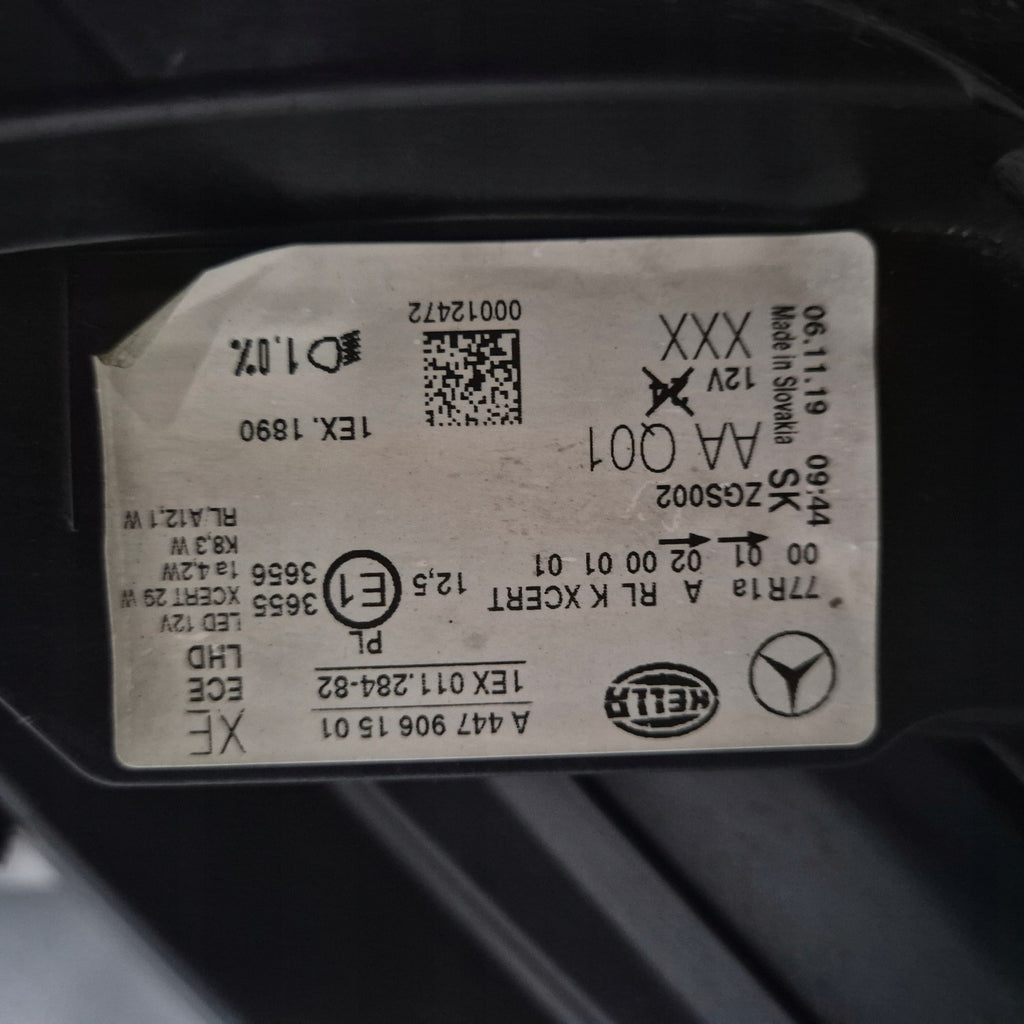 HELLA
A 447 906 15 01
1EX 011.284-82
XE
ECE
LHD
PL
77R1a A RL K XCERT 12,5
00 01 02 00 01 01
E1
3655
3656
LED 12V
XCERT 29 W
1a 4,2W
K8,3 W
RL,A12,1 W
ZGS002
AA Q01
12V
XXX
SK
Made in Slovakia
06.11.19 09:44
1EX. 1890
1.0%
00012472